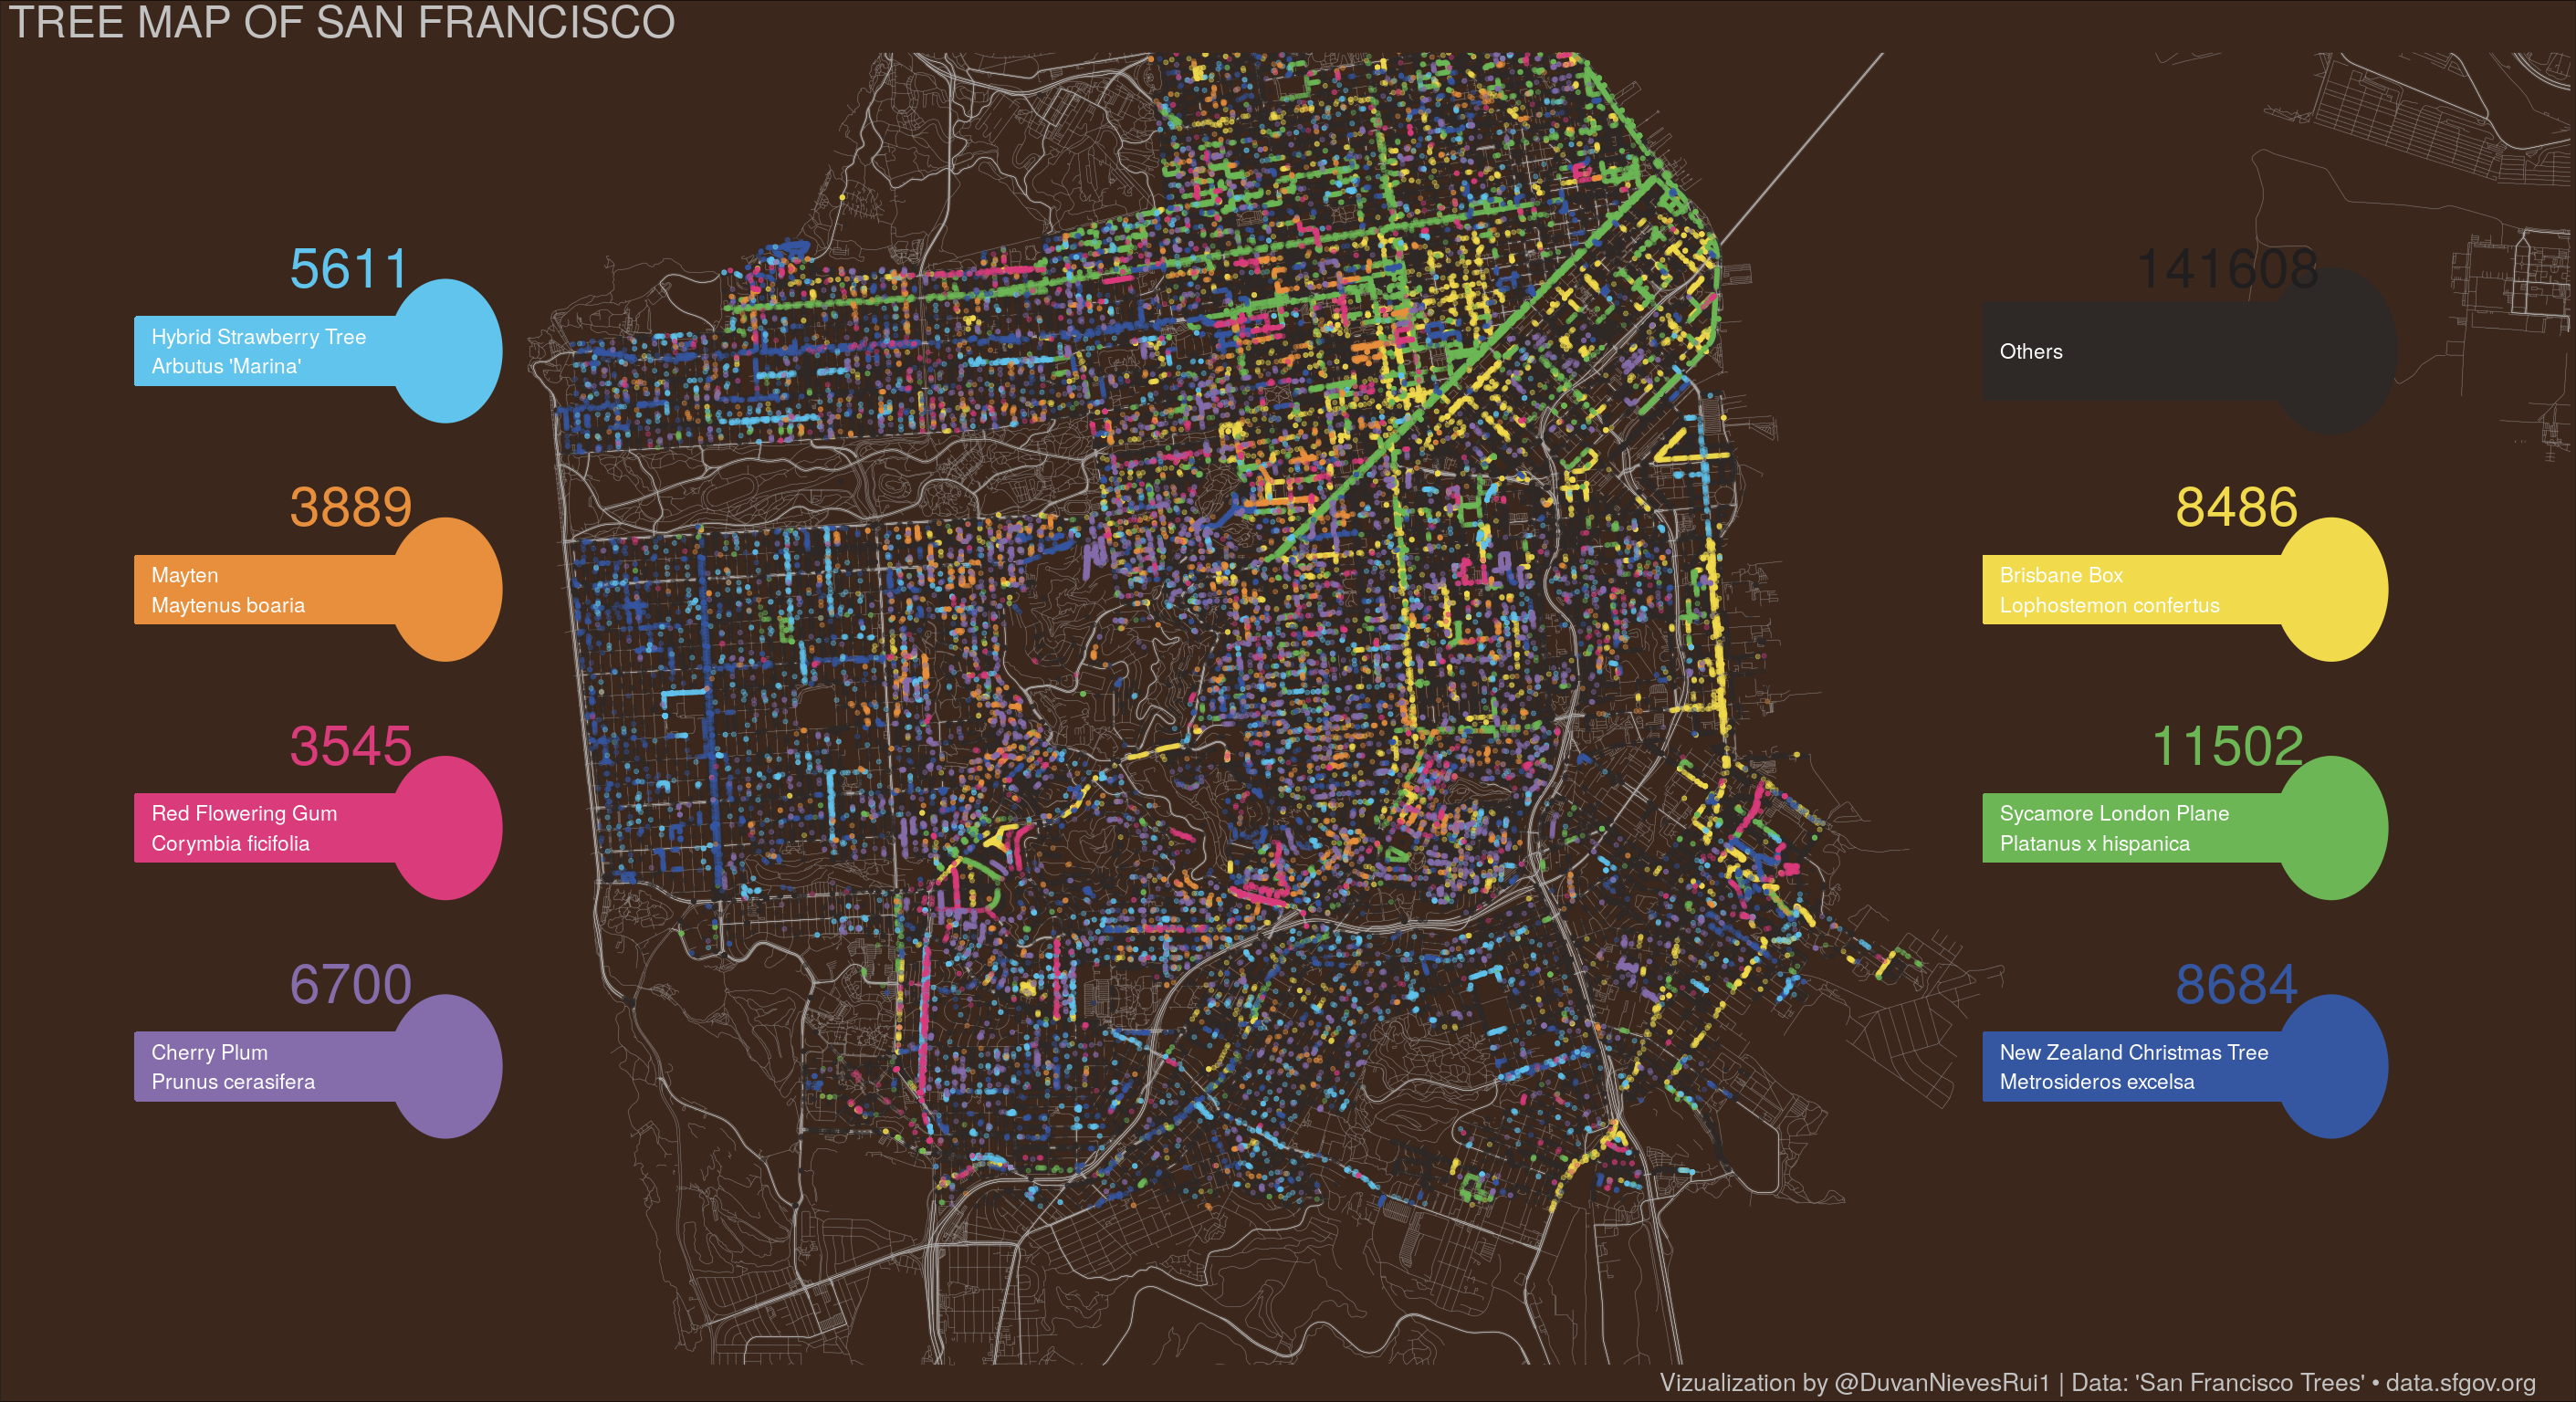 TREE MAP OF SAN FRANCISCO
5611
Hybrid Strawberry Tree
Arbutus 'Marina'
3889
Mayten
Maytenus boaria
3545
Red Flowering Gum
Corymbia ficifolia
6700
Cherry Plum
Prunus cerasifera
141608
Others
8486
Brisbane Box
Lophostemon confertus
11502
Sycamore London Plane
Platanus x hispanica
8684
New Zealand Christmas Tree
Metrosideros excelsa
Vizualization by @DuvanNievesRui1 | Data: 'San Francisco Trees' • data.sfgov.org